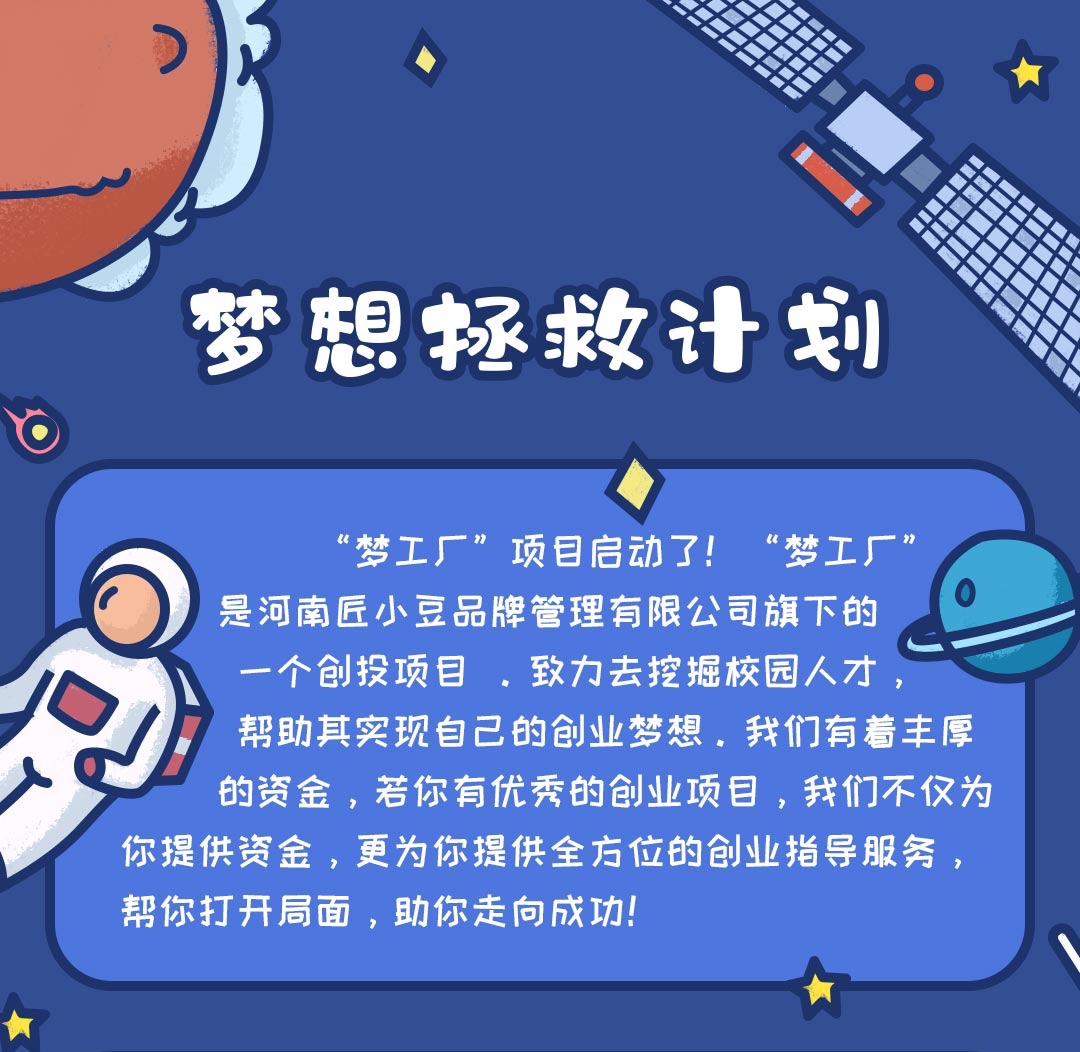 梦想拯救计划
“梦工厂”项目启动了！“梦工厂”
是河南匠小豆品牌管理有限公司旗下的
一个创投项目 . 致力去挖掘校园人才，
帮助其实现自己的创业梦想. 我们有着丰厚
的资金，若你有优秀的创业项目，我们不仅为
你提供资金，更为你提供全方位的创业指导服务，
帮你打开局面，助你走向成功！